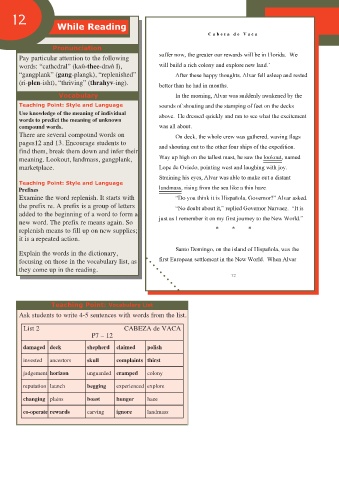 12
While Reading
Pronunciation
Pay particular attention to the following
words: "cathedral" (kuh-thee-druh l),
"gangplank" (gang-plangk), "replenished"
(ri-plen-isht), "thriving" (thrahyv-ing).
Vocabulary
Teaching Point: Style and Language
Use knowledge of the meaning of individual
words to predict the meaning of unknown
compound words.
There are several compound words on
pages12 and 13. Encourage students to
find them, break them down and infer their
meaning. Lookout, landmass, gangplank,
marketplace.
Teaching Point: Style and Language
Prefixes
Examine the word replenish. It starts with
the prefix re. A prefix is a group of letters
added to the beginning of a word to form a
new word. The prefix re means again. So
replenish means to fill up on new supplies;
it is a repeated action.
Explain the words in the dictionary,
focusing on those in the vocabulary list, as
they come up in the reading.
Cabeza de Vaca
suffer now, the greater our rewards will be in Florida. We
will build a rich colony and explore new land.'
After these happy thoughts, Alvar fell asleep and rested
better than he had in months.
In the morning, Alvar was suddenly awakened by the
sounds of shouting and the stamping of feet on the decks
above. He dressed quickly and ran to see what the excitement
was all about.
On deck, the whole crew was gathered, waving flags
and shouting out to the other four ships of the expedition.
Way up high on the tallest mast, he saw the lookout, named
Lope de Oviedo, pointing west and laughing with joy.
Straining his eyes, Alvar was able to make out a distant
landmass, rising from the sea like a thin haze.
"Do you think it is Hispañola, Governor?" Alvar asked.
"No doubt about it," replied Governor Narvaez. "It is
just as I remember it on my first journey to the New World."
* * *
Santo Domingo, on the island of Hispañola, was the
first European settlement in the New World. When Alvar
12
Teaching Point: Vocabulary List
Ask students to write 4-5 sentences with words from the list.
List 2 CABEZA de VACA
P7 – 12
damaged deck shepherd claimed polish
invested ancestors skull complaints thirst
judgement horizon unguarded cramped colony
reputation launch begging experienced explore
changing plains boast hunger haze
co-operate rewards carving ignore landmass